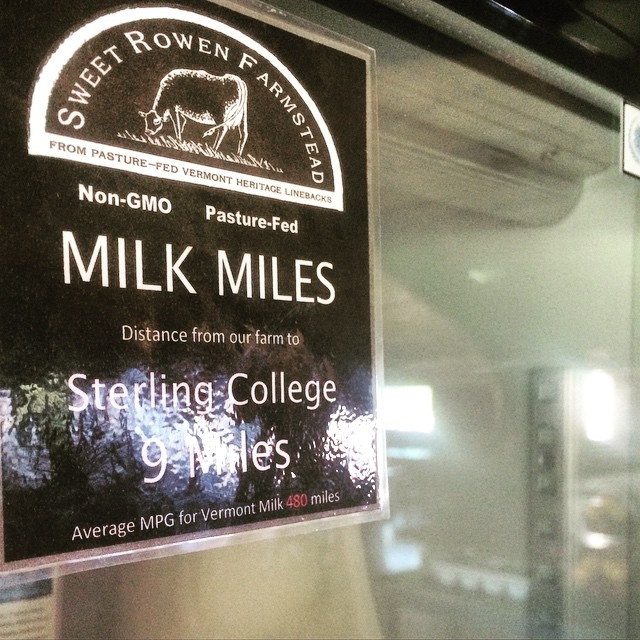 SWEET ROWEN FARMSTEAD
FROM PASTURE-FED VERMONT HERITAGE LINEBACKS
Non-GMO Pasture-Fed
MILK MILES
Distance from our farm to
Sterling College
9 Miles
Average MPG for Vermont Milk 480 miles